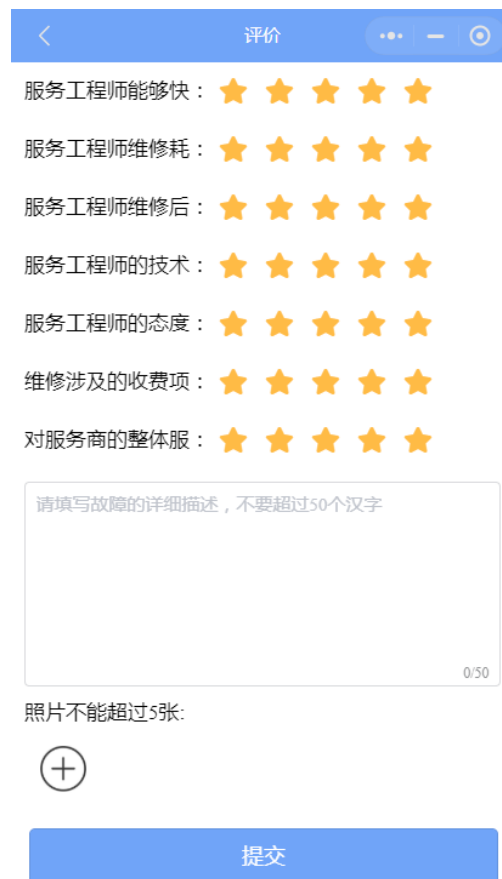 评价
服务工程师能够快：
服务工程师维修耗：
服务工程师维修后：
服务工程师的技术：
服务工程师的态度：
维修涉及的收费项：
对服务商的整体服：
请填写故障的详细描述，不要超过50个汉字
0/50
照片不能超过5张:
提交